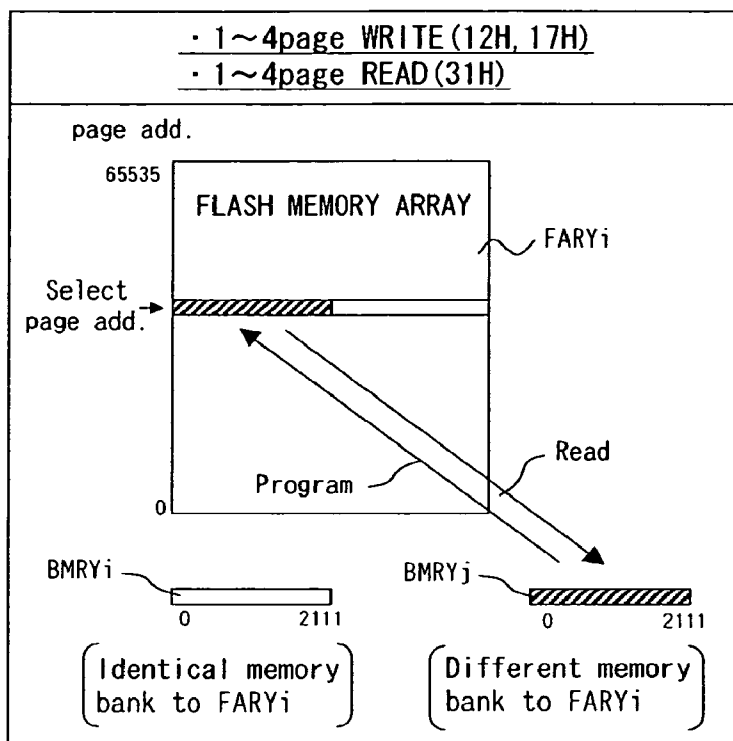 · 1～4page WRITE(12H, 17H)
· 1～4page READ(31H)
page add.
65535
FLASH MEMORY ARRAY
FARYi
Select
page add.
Read
Program
0
BMRYi
BMRYj
0 2111
0 2111
Identical memory
bank to FARYi
Different memory
bank to FARYi